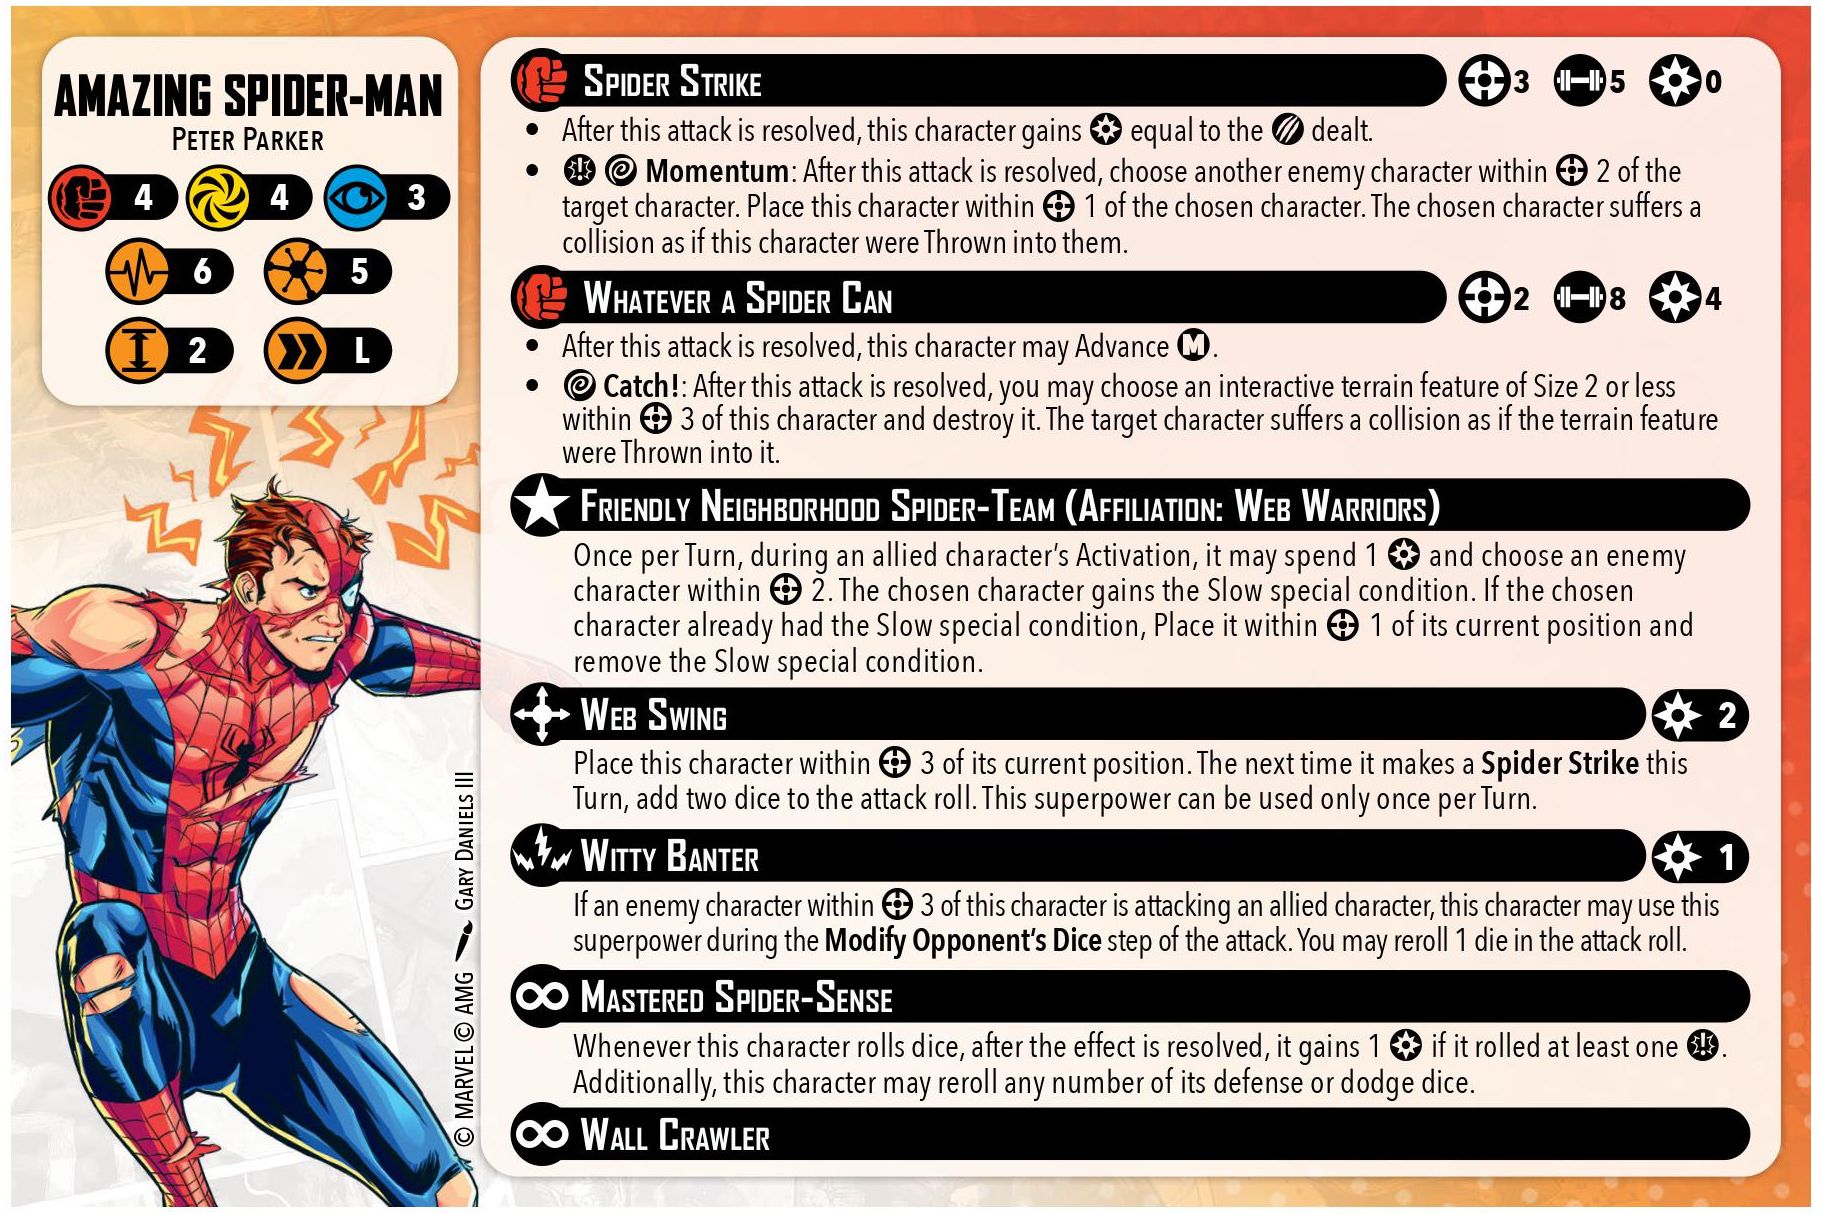 AMAZING SPIDER-MAN
PETER PARKER
4 4 3
6 5
2 L
SPIDER STRIKE 3 5 0
• After this attack is resolved, this character gains equal to the dealt.
• Momentum: After this attack is resolved, choose another enemy character within 2 of the
target character. Place this character within 1 of the chosen character. The chosen character suffers a
collision as if this character were Thrown into them.
WHATEVER A SPIDER CAN 2 8 4
• After this attack is resolved, this character may Advance M.
• Catch!: After this attack is resolved, you may choose an interactive terrain feature of Size 2 or less
within 3 of this character and destroy it. The target character suffers a collision as if the terrain feature
were Thrown into it.
FRIENDLY NEIGHBORHOOD SPIDER-TEAM (AFFILIATION: WEB WARRIORS)
Once per Turn, during an allied character's Activation, it may spend 1 and choose an enemy
character within 2. The chosen character gains the Slow special condition. If the chosen
character already had the Slow special condition, Place it within 1 of its current position and
remove the Slow special condition.
WEB SWING 2
Place this character within 3 of its current position. The next time it makes a Spider Strike this
Turn, add two dice to the attack roll. This superpower can be used only once per Turn.
WITTY BANTER 1
If an enemy character within 3 of this character is attacking an allied character, this character may use this
superpower during the Modify Opponent's Dice step of the attack. You may reroll 1 die in the attack roll.
MASTERED SPIDER-SENSE
Whenever this character rolls dice, after the effect is resolved, it gains 1 if it rolled at least one .
Additionally, this character may reroll any number of its defense or dodge dice.
WALL CRAWLER
© MARVEL © AMG GARY DANIELS III